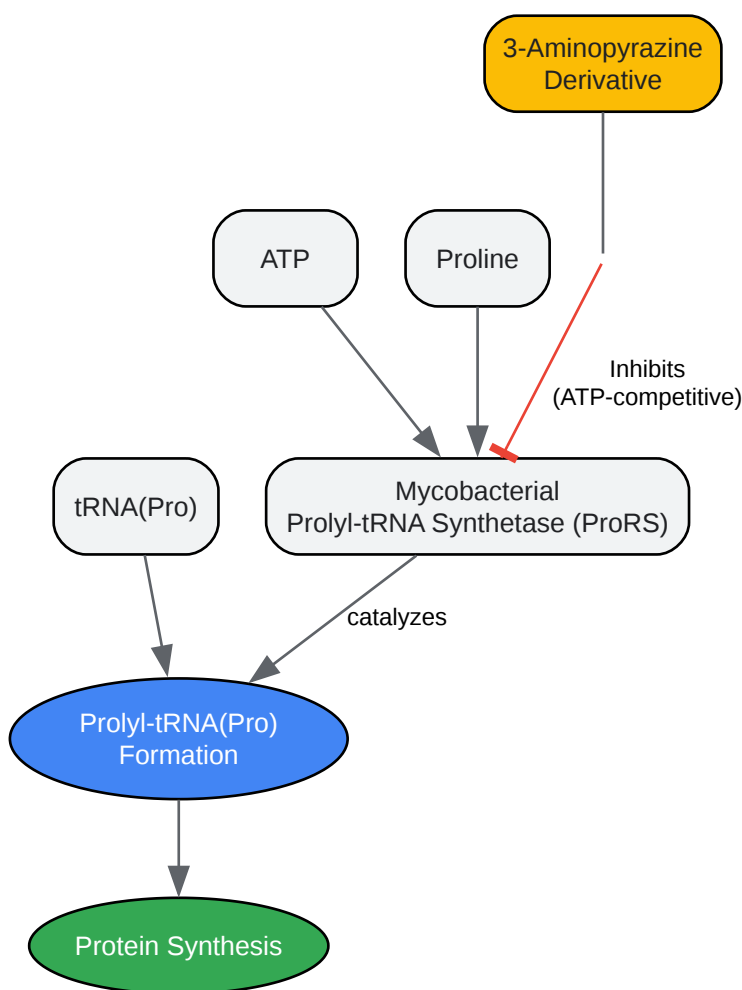 3-Aminopyrazine
Derivative
ATP
Proline
Inhibits
(ATP-competitive)
tRNA(Pro)
Mycobacterial
Prolyl-tRNA Synthetase (ProRS)
catalyzes
Prolyl-tRNA(Pro)
Formation
Protein Synthesis